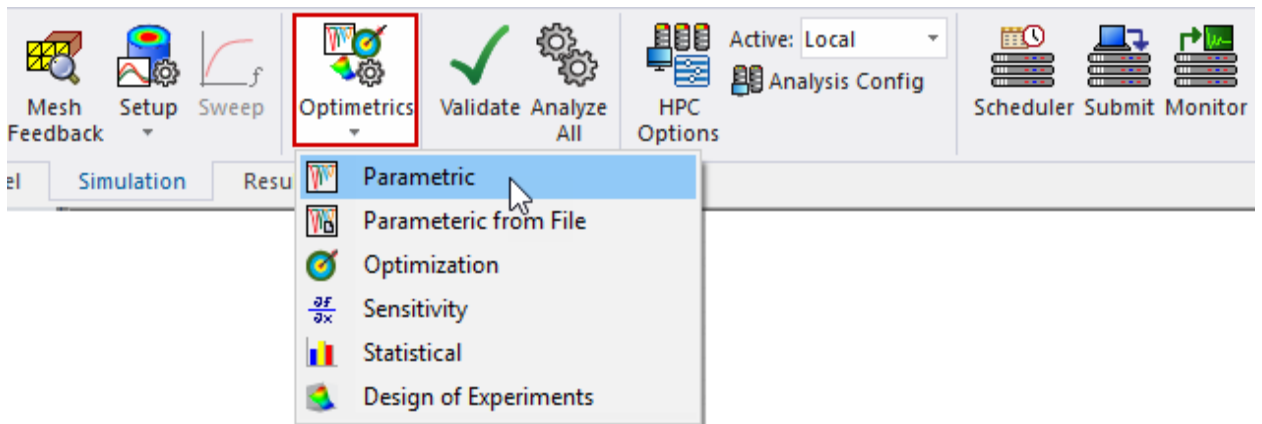 Mesh
Feedback
Setup
Sweep
f
Optimetrics
Validate
Analyze
All
HPC
Options
Active: Local
Analysis Config
Scheduler
Submit
Monitor
el
Simulation
Resu
Parametric
Parameteric from File
Optimization
∂f
∂x
Sensitivity
Statistical
Design of Experiments